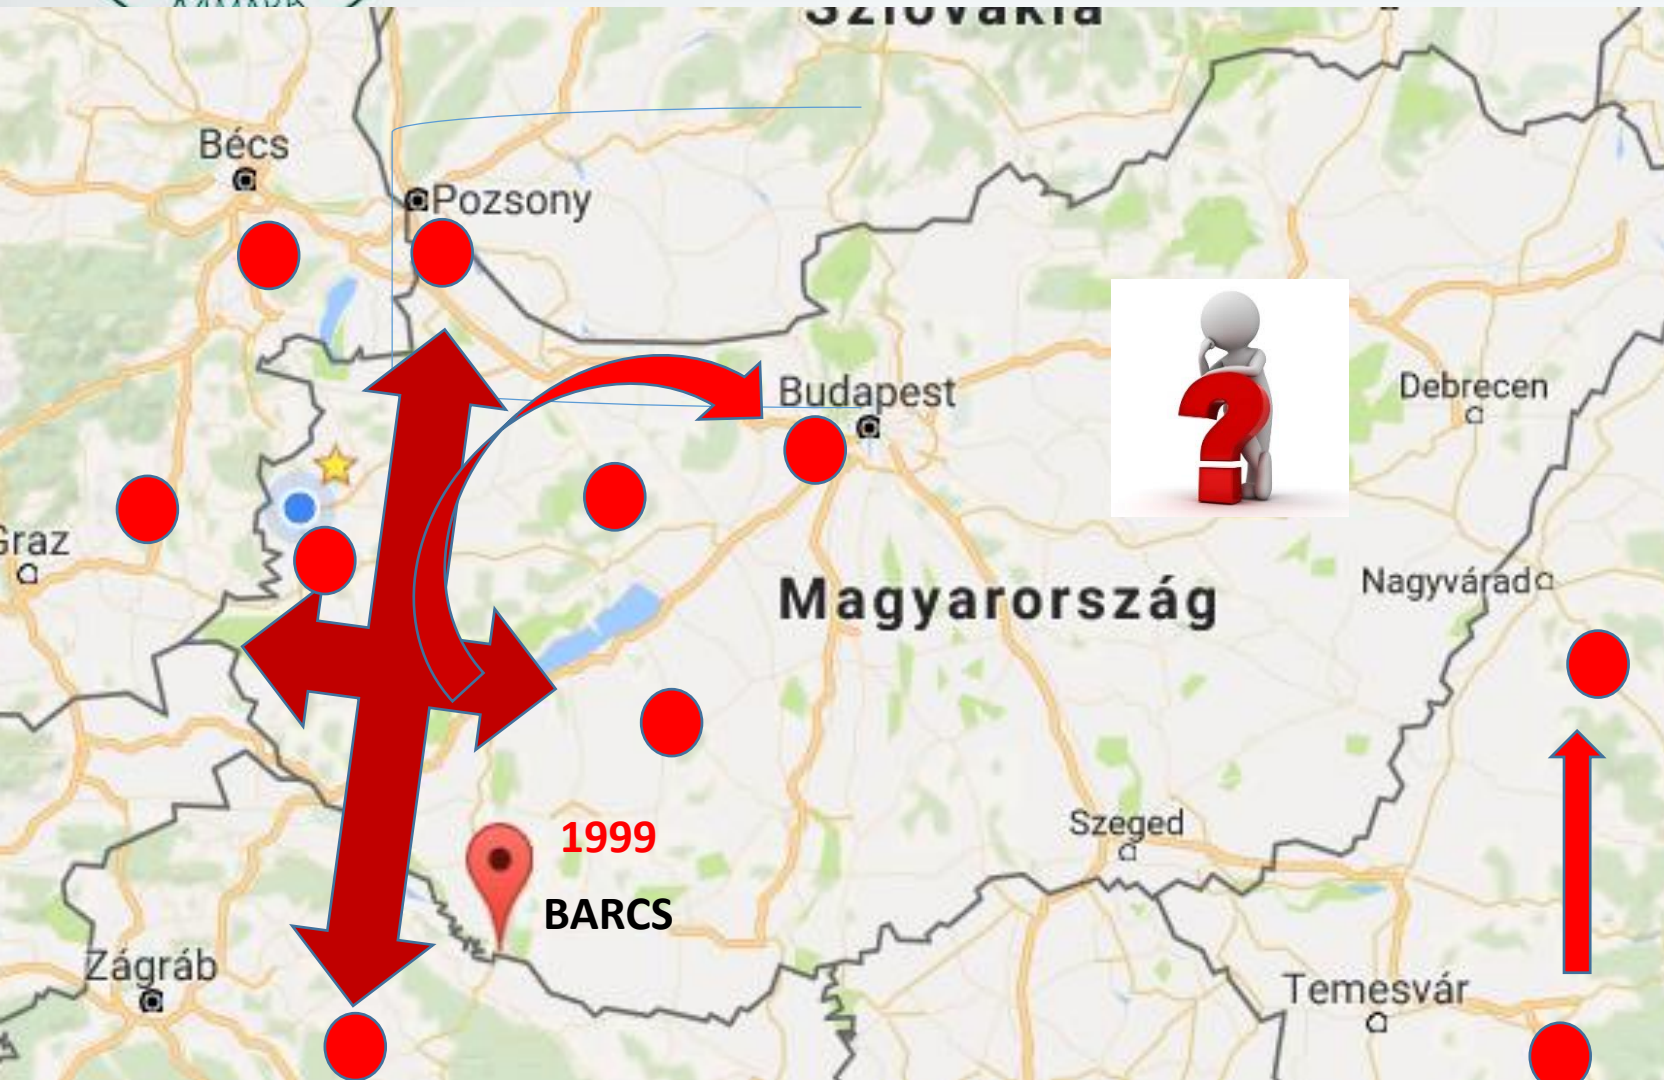 Szlovákia
Bécs
Pozsony
Budapest
Debrecen
Graz
Magyarország
Nagyvárad
1999
Szeged
BARCS
Zágráb
Temesvár